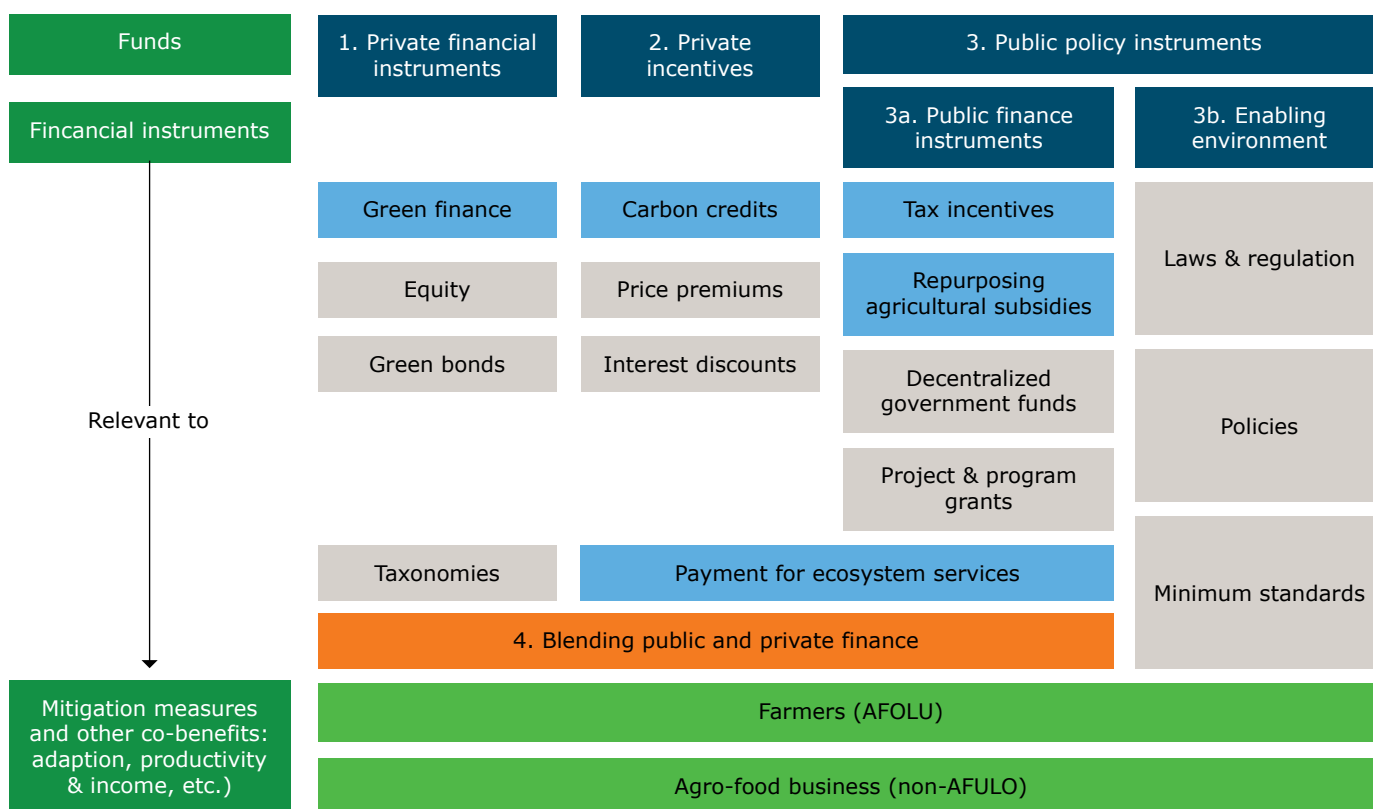 Funds
1. Private financial
instruments
2. Private
incentives
3. Public policy instruments
Fincancial instruments
3a. Public finance
instruments
3b. Enabling
environment
Green finance
Carbon credits
Tax incentives
Laws & regulation
Equity
Price premiums
Repurposing
agricultural subsidies
Green bonds
Interest discounts
Decentralized
government funds
Relevant to
Policies
Project & program
grants
Taxonomies
Payment for ecosystem services
Minimum standards
4. Blending public and private finance
Mitigation measures
and other co-benefits:
adaption, productivity
& income, etc.)
Farmers (AFOLU)
Agro-food business (non-AFULO)